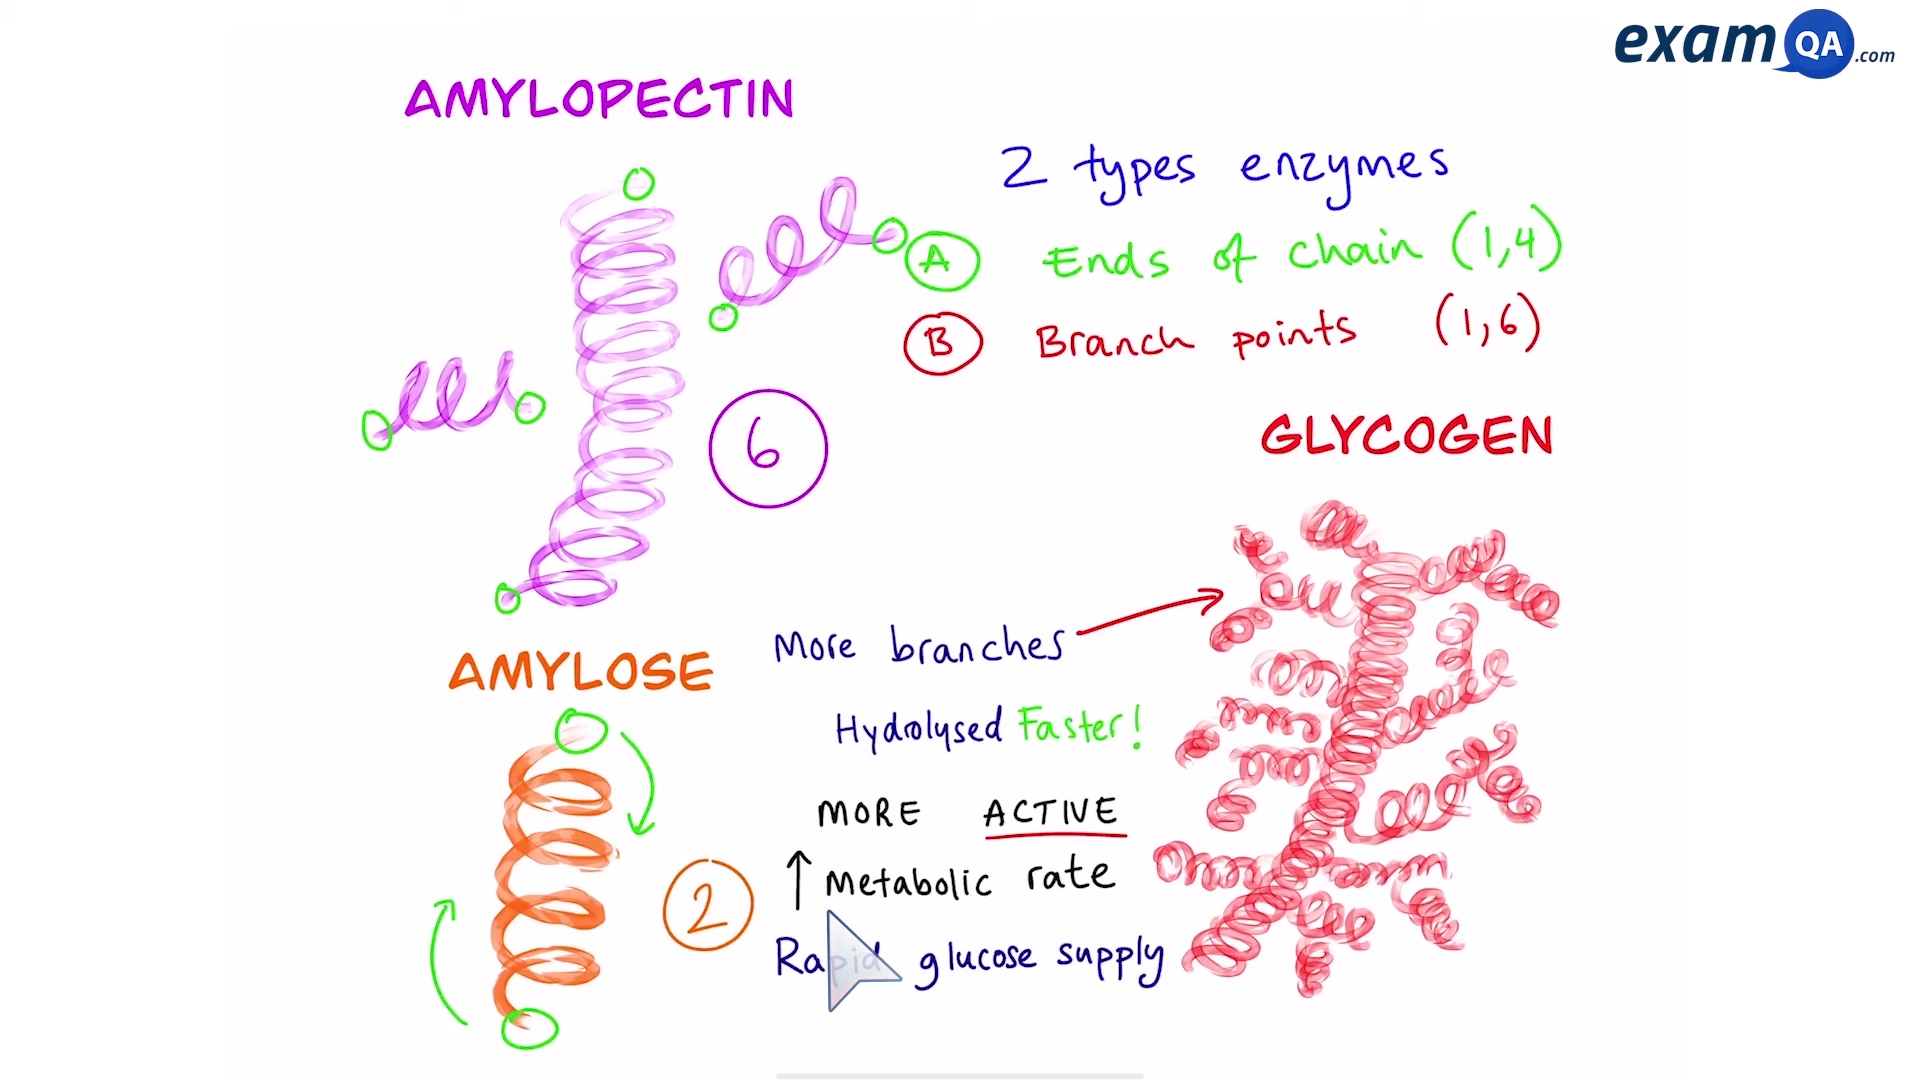 examQA.com
AMYLOPECTIN
2 types enzymes
A Ends of chain (1,4)
B Branch points (1,6)
6
GLYCOGEN
More branches
Hydrolysed Faster!
MORE ACTIVE
↑ Metabolic rate
Rapid glucose supply
AMYLOSE
2